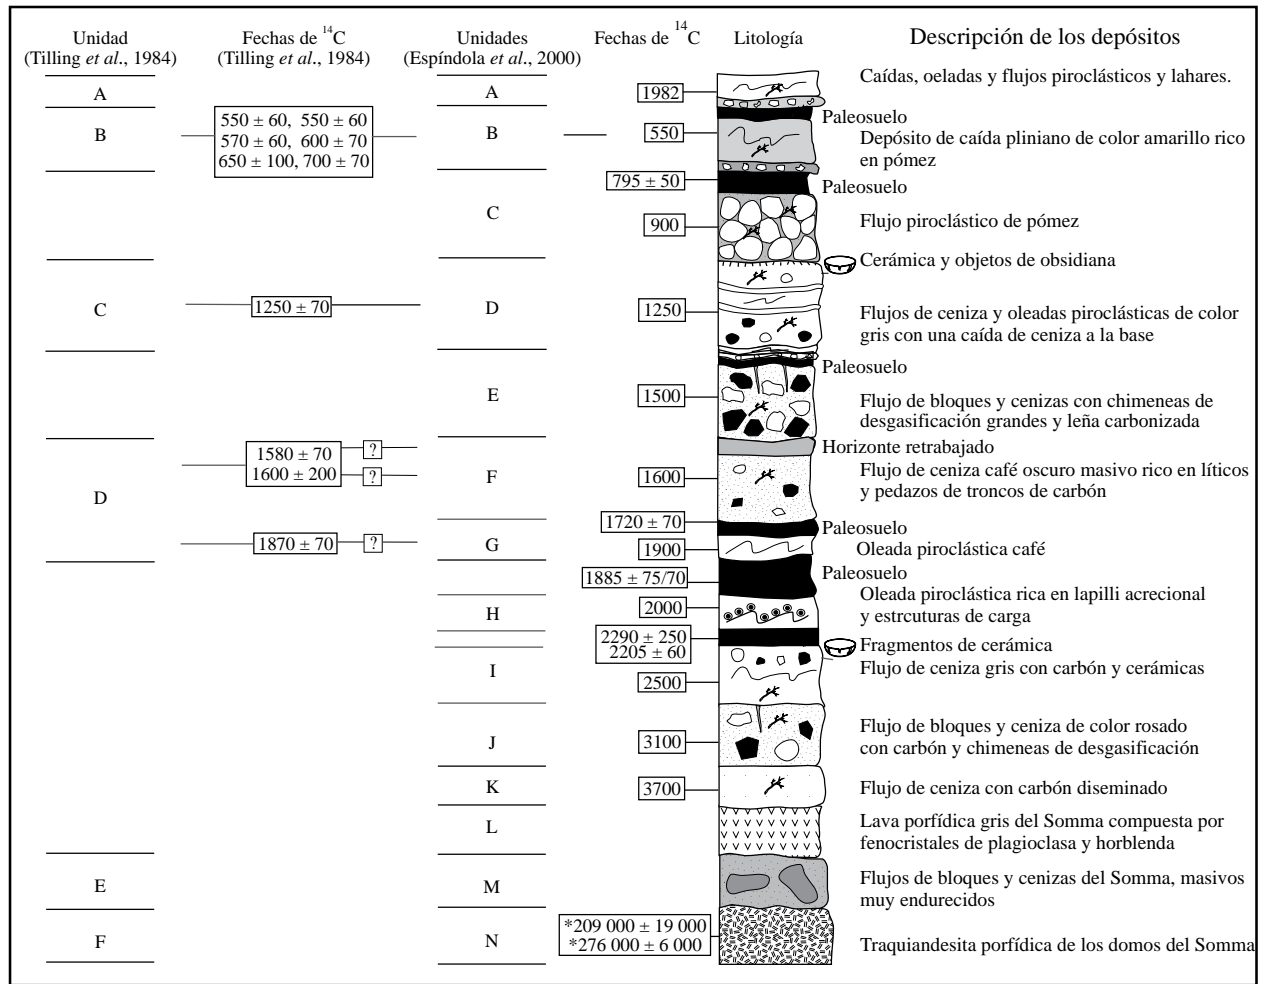 Unidad
(Tilling et al., 1984)
Fechas de 14C
(Tilling et al., 1984)
Unidades
(Espíndola et al., 2000)
Fechas de 14C
Litología
Descripción de los depósitos
A
A
1982
Caídas, oeladas y flujos piroclásticos y lahares.
Paleosuelo
B
550 ± 60, 550 ± 60
570 ± 60, 600 ± 70
650 ± 100, 700 ± 70
B
550
Depósito de caída pliniano de color amarillo rico
en pómez
795 ± 50
Paleosuelo
C
900
Flujo piroclástico de pómez
Cerámica y objetos de obsidiana
C
1250 ± 70
D
1250
Flujos de ceniza y oleadas piroclásticas de color
gris con una caída de ceniza a la base
Paleosuelo
E
1500
Flujo de bloques y cenizas con chimeneas de
desgasificación grandes y leña carbonizada
Horizonte retrabajado
D
1580 ± 70
?
1600 ± 200
?
F
1600
Flujo de ceniza café oscuro masivo rico en líticos
y pedazos de troncos de carbón
1720 ± 70
Paleosuelo
1870 ± 70
?
G
1900
Oleada piroclástica café
1885 ± 75/70
Paleosuelo
H
2000
Oleada piroclástica rica en lapilli acrecional
y estrcuturas de carga
2290 ± 250
2205 ± 60
Fragmentos de cerámica
I
2500
Flujo de ceniza gris con carbón y cerámicas
J
3100
Flujo de bloques y ceniza de color rosado
con carbón y chimeneas de desgasificación
K
3700
Flujo de ceniza con carbón diseminado
L
Lava porfídica gris del Somma compuesta por
fenocristales de plagioclasa y horblenda
E
M
Flujos de bloques y cenizas del Somma, masivos
muy endurecidos
F
N
*209 000 ± 19 000
*276 000 ± 6 000
Traquiandesita porfídica de los domos del Somma